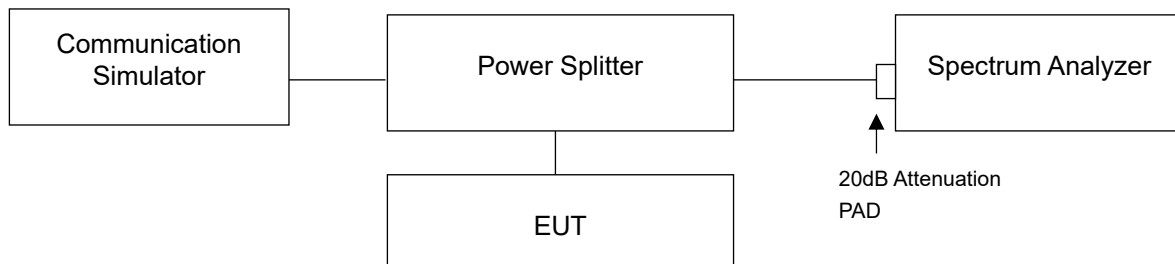 Communication
Simulator
Power Splitter
Spectrum Analyzer
20dB Attenuation
PAD
EUT